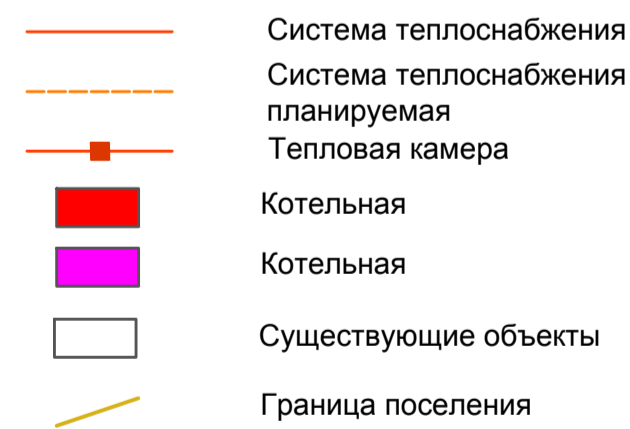 Система теплоснабжения
Система теплоснабжения
планируемая
Тепловая камера
Котельная
Котельная
Существующие объекты
Граница поселения